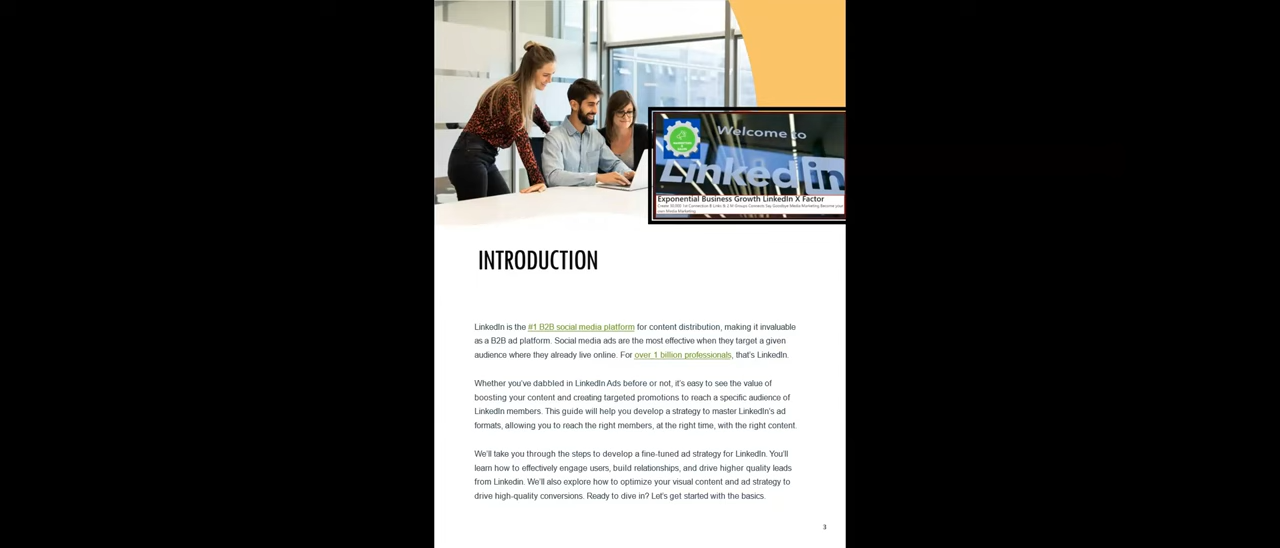 Welcome to
LinkedIn
Exponential Business Growth LinkedIn X Factor
INTRODUCTION
LinkedIn is the #1 B2B social media platform for content distribution, making it invaluable
as a B2B ad platform. Social media ads are the most effective when they target a given
audience where they already live online. For over 1 billion professionals, that's LinkedIn.
Whether you've dabbled in LinkedIn Ads before or not, it's easy to see the value of
boosting your content and creating targeted promotions to reach a specific audience of
LinkedIn members. This guide will help you develop a strategy to master LinkedIn's ad
formats, allowing you to reach the right members, at the right time, with the right content.
We'll take you through the steps to develop a fine-tuned ad strategy for LinkedIn. You'll
learn how to effectively engage users, build relationships, and drive higher quality leads
from Linkedin. We'll also explore how to optimize your visual content and ad strategy to
drive high-quality conversions. Ready to dive in? Let's get started with the basics.
3